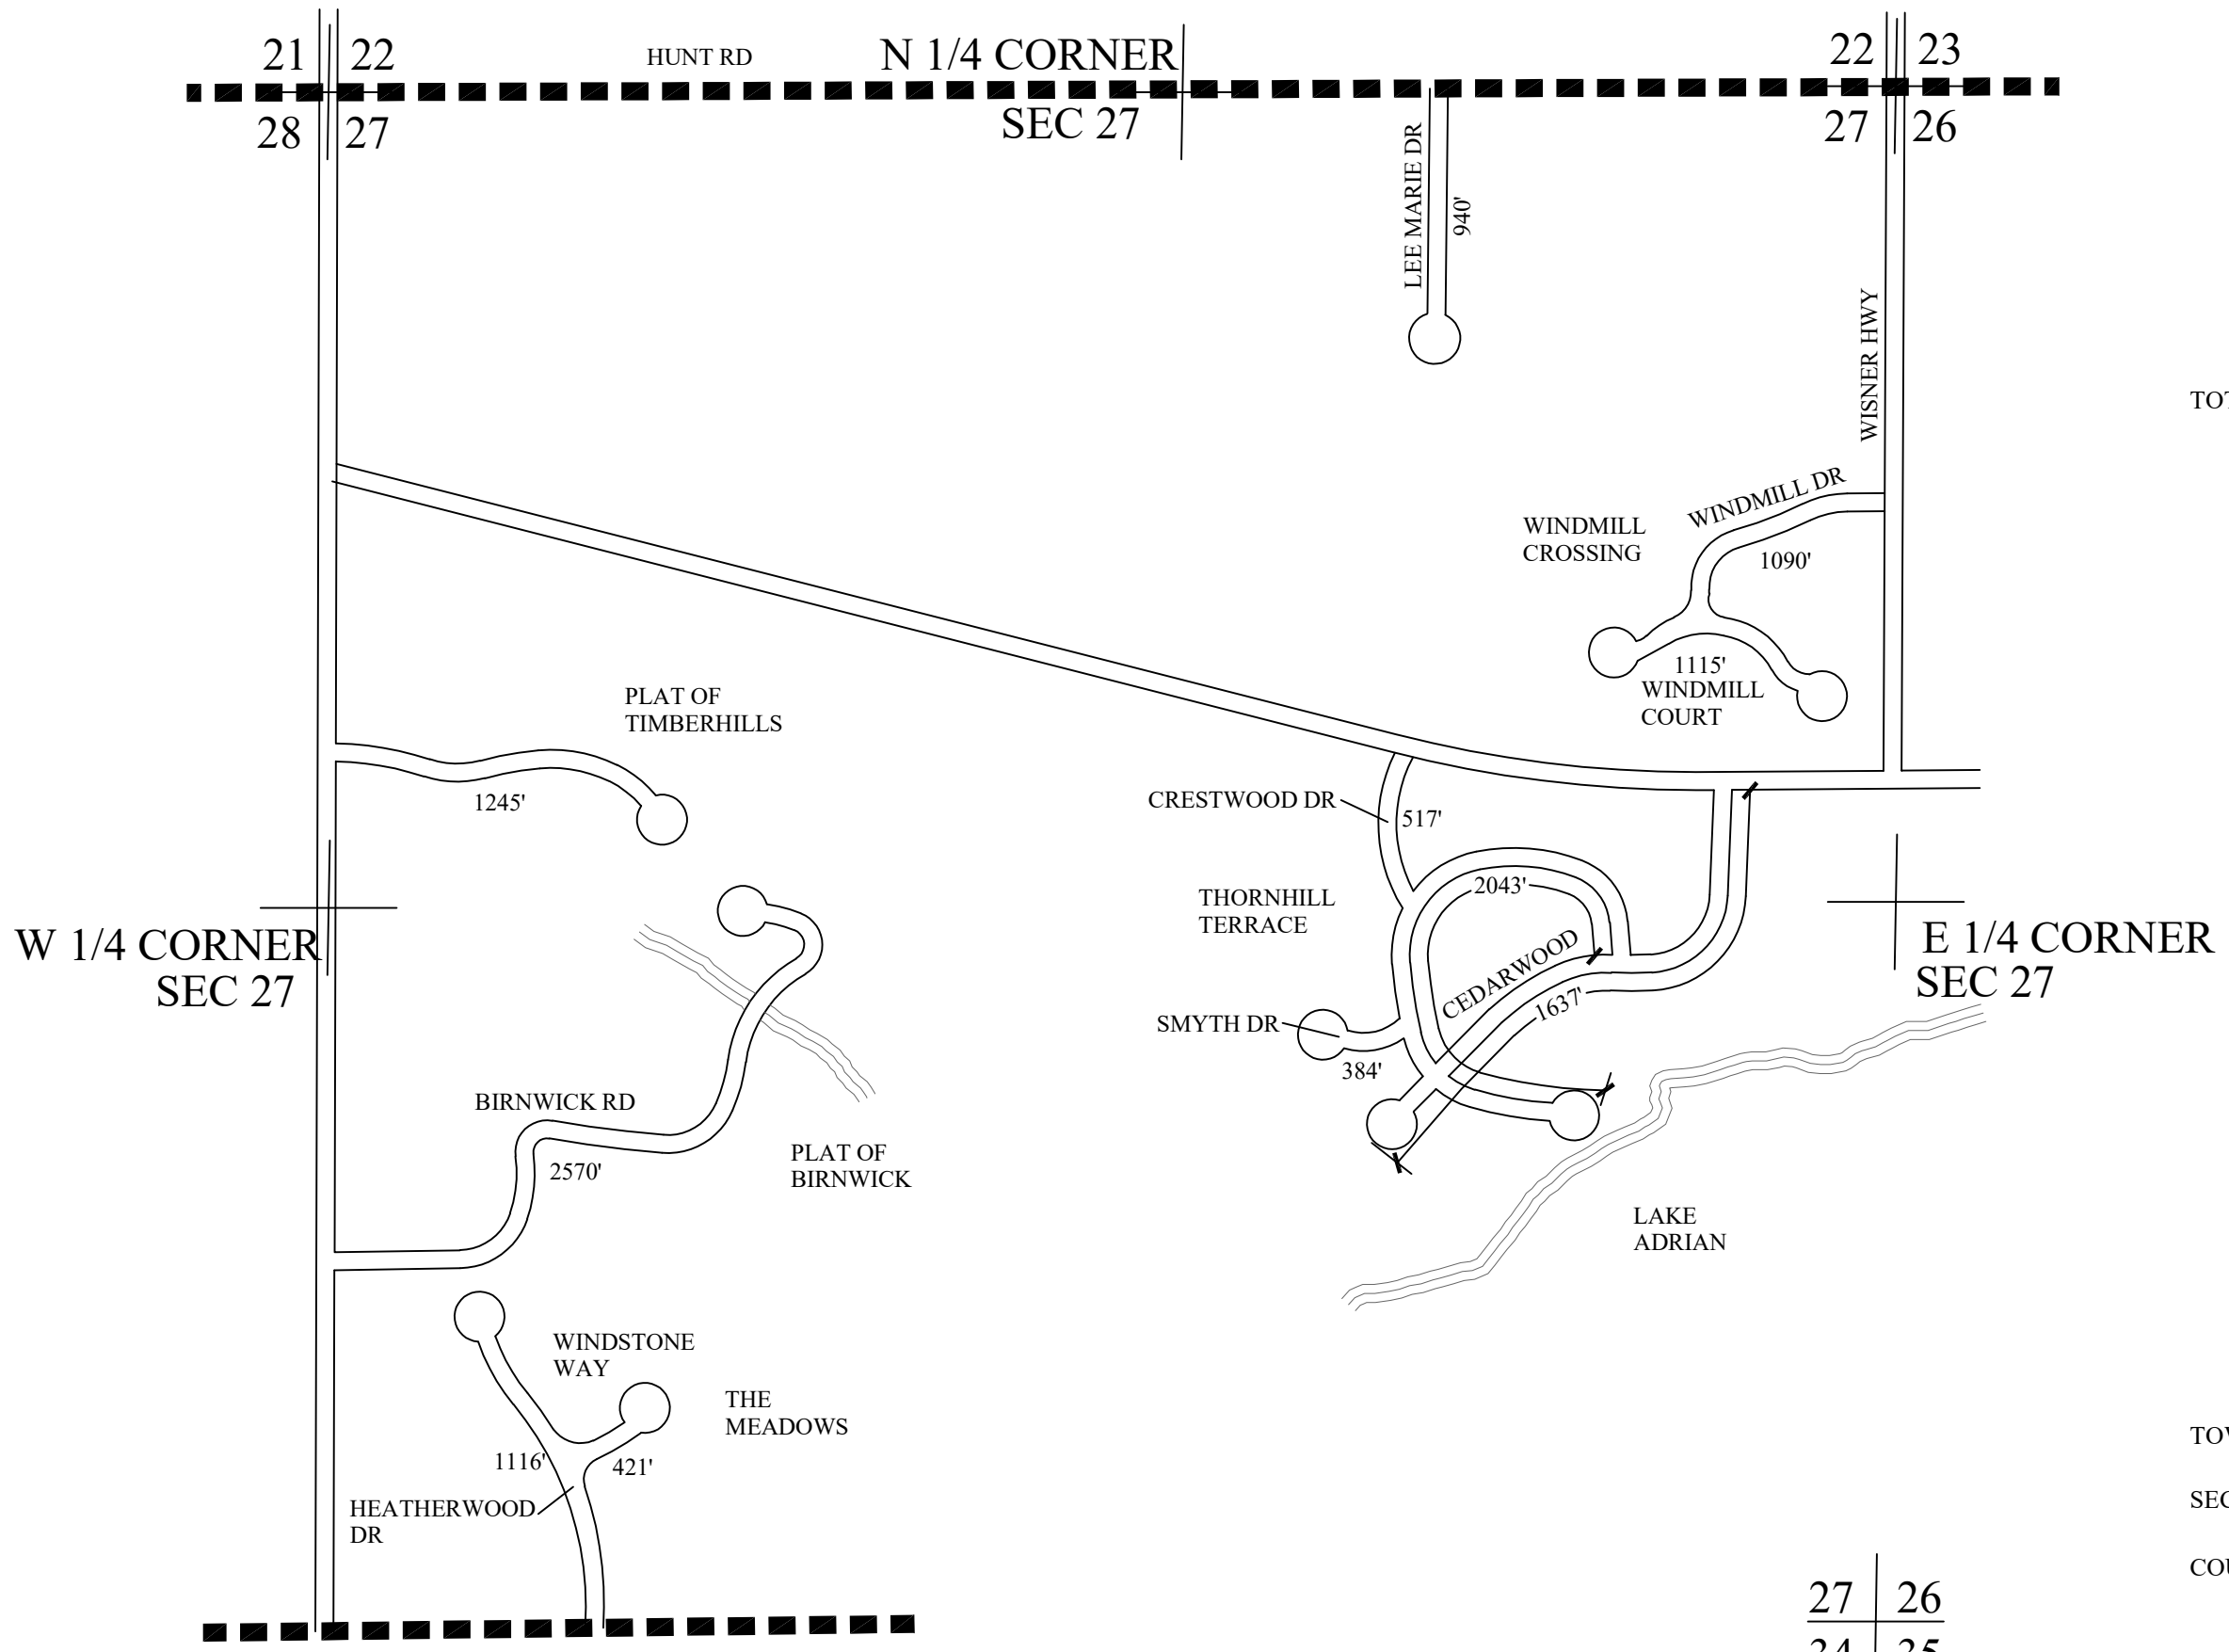 21 22
HUNT RD
N 1/4 CORNER
22 23
28 27
SEC 27
27 26
LEE MARIE DR
940'
WISNER HWY
WINDMILL DR
WINDMILL
CROSSING
1090'
1115'
WINDMILL
COURT
PLAT OF
TIMBERHILLS
1245'
CRESTWOOD DR
517'
2043'
THORNHILL
TERRACE
W 1/4 CORNER
SEC 27
E 1/4 CORNER
SEC 27
CEDARWOOD
1637'
SMYTH DR
384'
BIRNWICK RD
2570'
PLAT OF
BIRNWICK
LAKE
ADRIAN
WINDSTONE
WAY
THE
MEADOWS
1116'
421'
HEATHERWOOD
DR
27 26
34 35